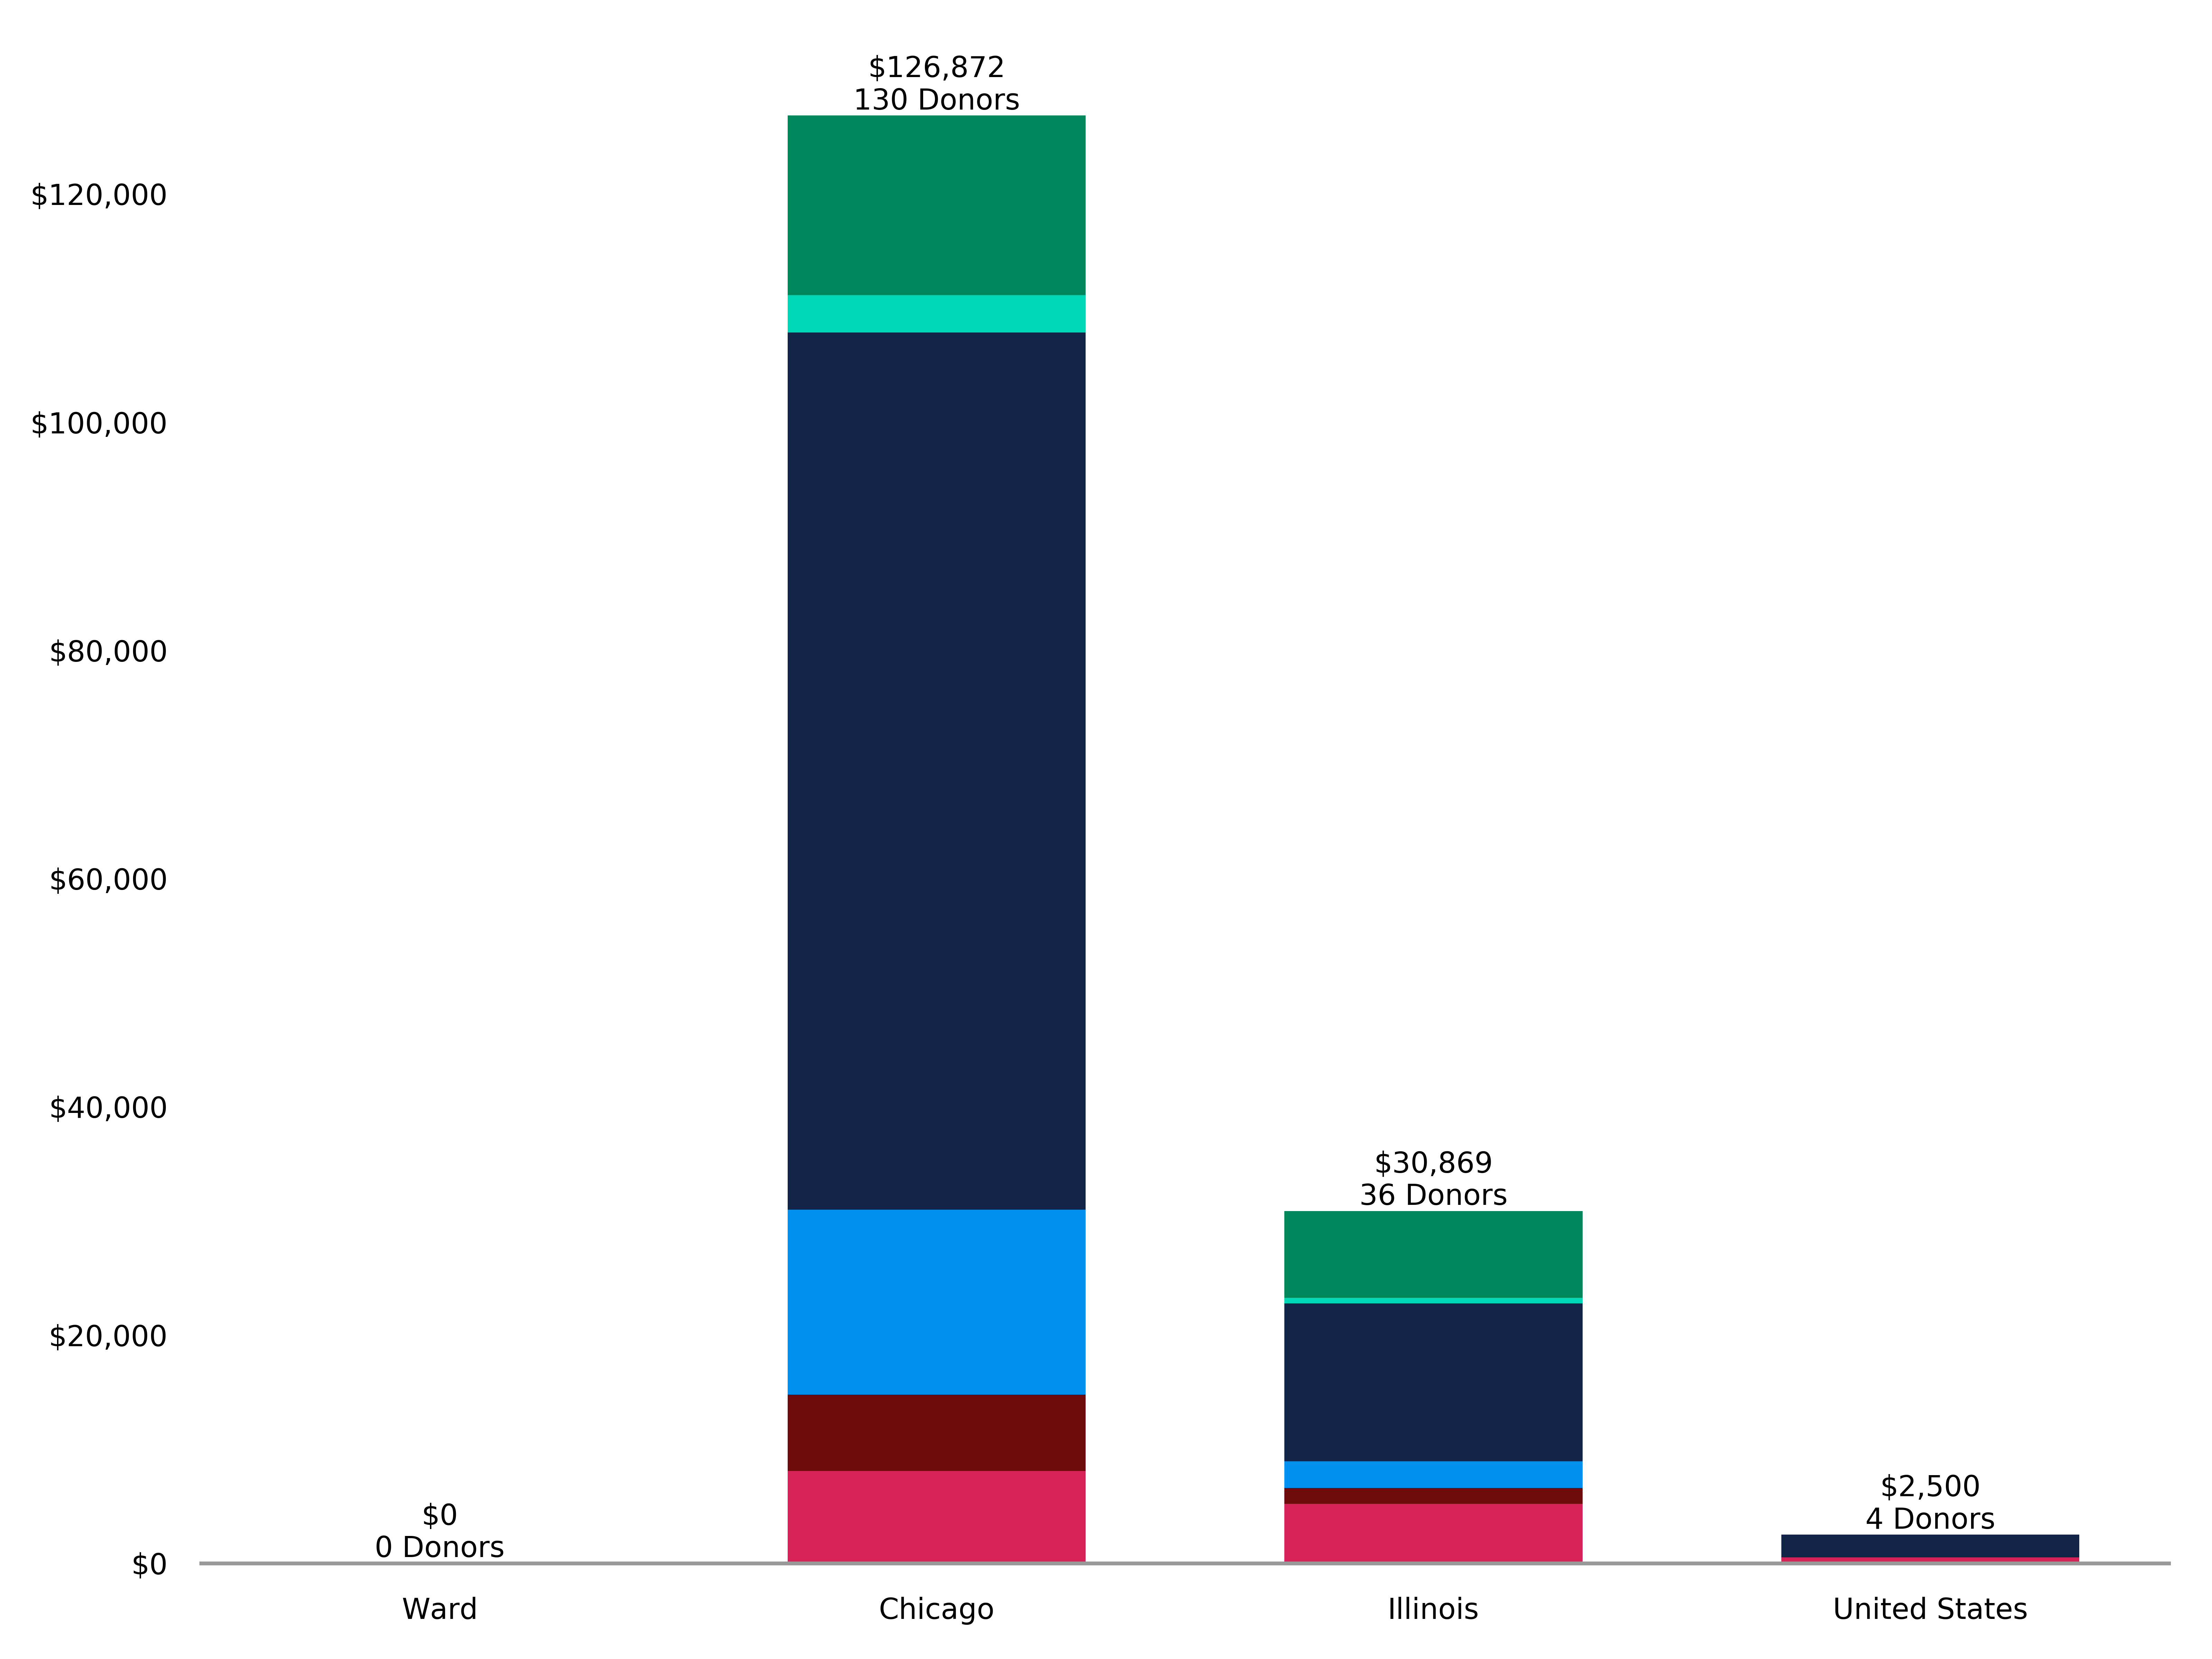 $126,872
130 Donors
$120,000
$100,000
$80,000
$60,000
$40,000
$30,869
36 Donors
$20,000
$2,500
4 Donors
$0
0 Donors
$0
Ward
Chicago
Illinois
United States